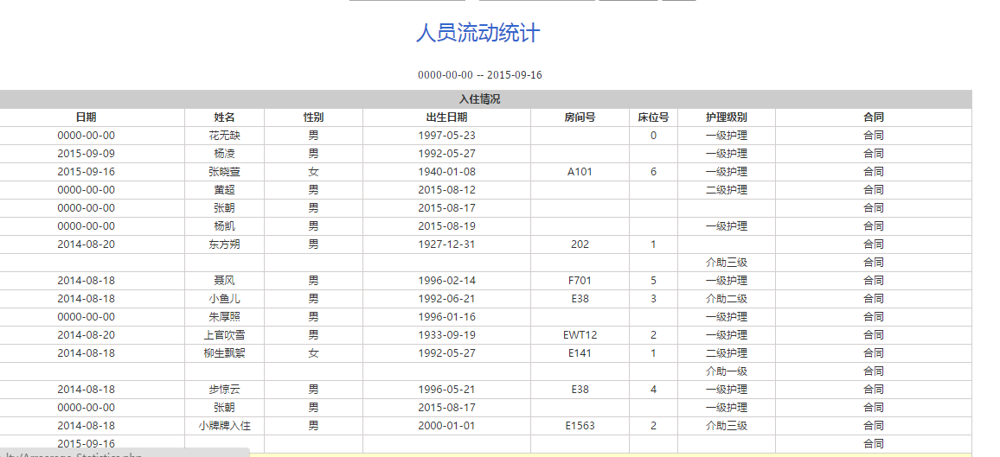 人员流动统计
0000-00-00 -- 2015-09-16
入住情况
日期 姓名 性别 出生日期 房间号 床位号 护理级别 合同
0000-00-00 花无缺 男 1997-05-23 0 一级护理 合同
2015-09-09 杨凌 男 1992-05-27 一级护理 合同
2015-09-16 张晓萱 女 1940-01-08 A101 6 一级护理 合同
0000-00-00 黄超 男 2015-08-12 二级护理 合同
0000-00-00 张朝 男 2015-08-17 合同
0000-00-00 杨凯 男 2015-08-19 一级护理 合同
2014-08-20 东方朔 男 1927-12-31 202 1 合同
介助三级 合同
2014-08-18 聂风 男 1996-02-14 F701 5 一级护理 合同
2014-08-18 小鱼儿 男 1992-06-21 E38 3 介助二级 合同
0000-00-00 朱厚照 男 1996-01-16 一级护理 合同
2014-08-20 上官吹雪 男 1933-09-19 EWT12 2 一级护理 合同
2014-08-18 柳生飘絮 女 1992-05-27 E141 1 二级护理 合同
介助一级 合同
2014-08-18 步惊云 男 1996-05-21 E38 4 一级护理 合同
0000-00-00 张朝 男 2015-08-17 一级护理 合同
2014-08-18 小牌牌入住 男 2000-01-01 E1563 2 介助三级 合同
2015-09-16 合同